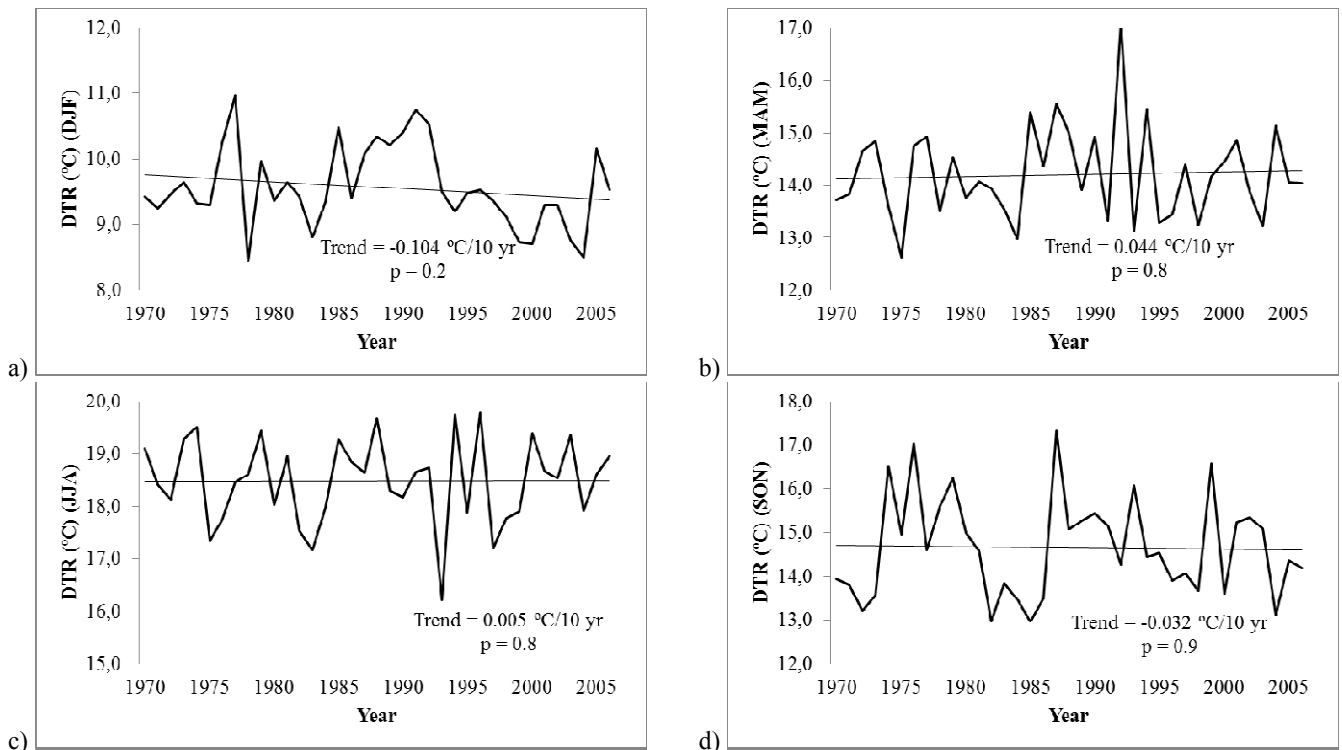 12,0
11,0
10,0
9,0
8,0
DTR (ºC) (DJF)
Trend = -0.104 ºC/10 yr
p = 0.2
1970 1975 1980 1985 1990 1995 2000 2005
Year
a)
17,0
16,0
15,0
14,0
13,0
12,0
DTR (ºC) (MAM)
Trend = 0.044 ºC/10 yr
p = 0.8
1970 1975 1980 1985 1990 1995 2000 2005
Year
b)
20,0
19,0
18,0
17,0
16,0
15,0
DTR (ºC) (JJA)
Trend = 0.005 ºC/10 yr
p = 0.8
1970 1975 1980 1985 1990 1995 2000 2005
Year
c)
18,0
17,0
16,0
15,0
14,0
13,0
12,0
DTR (ºC) (SON)
Trend = -0.032 ºC/10 yr
p = 0.9
1970 1975 1980 1985 1990 1995 2000 2005
Year
d)